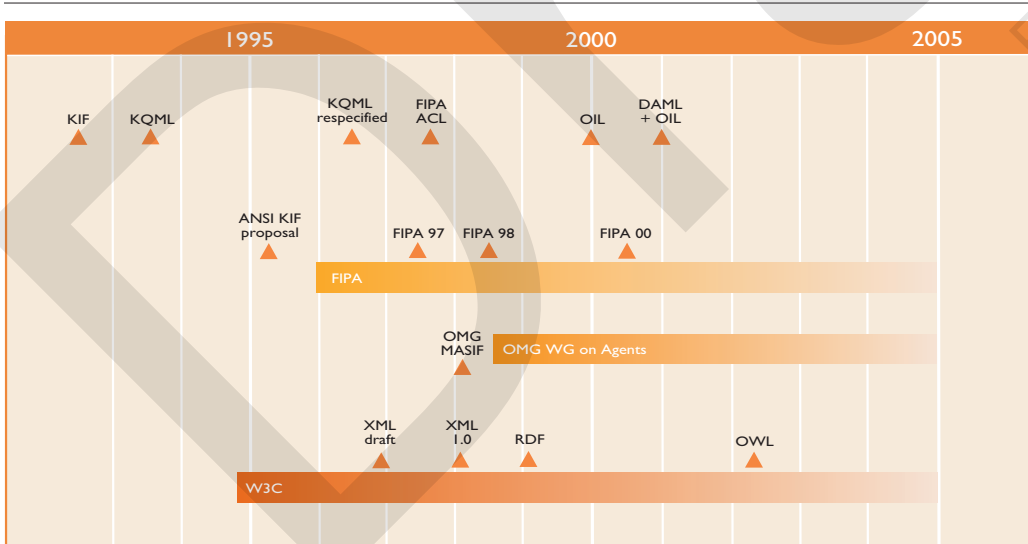 1995 2000 2005
KIF
KQML
KQML
respecified
FIPA
ACL
OIL
DAML
+ OIL
ANSI KIF
proposal
FIPA 97
FIPA 98
FIPA 00
FIPA
OMG
MASIF
OMG WG on Agents
XML
draft
XML
1.0
RDF
OWL
W3C